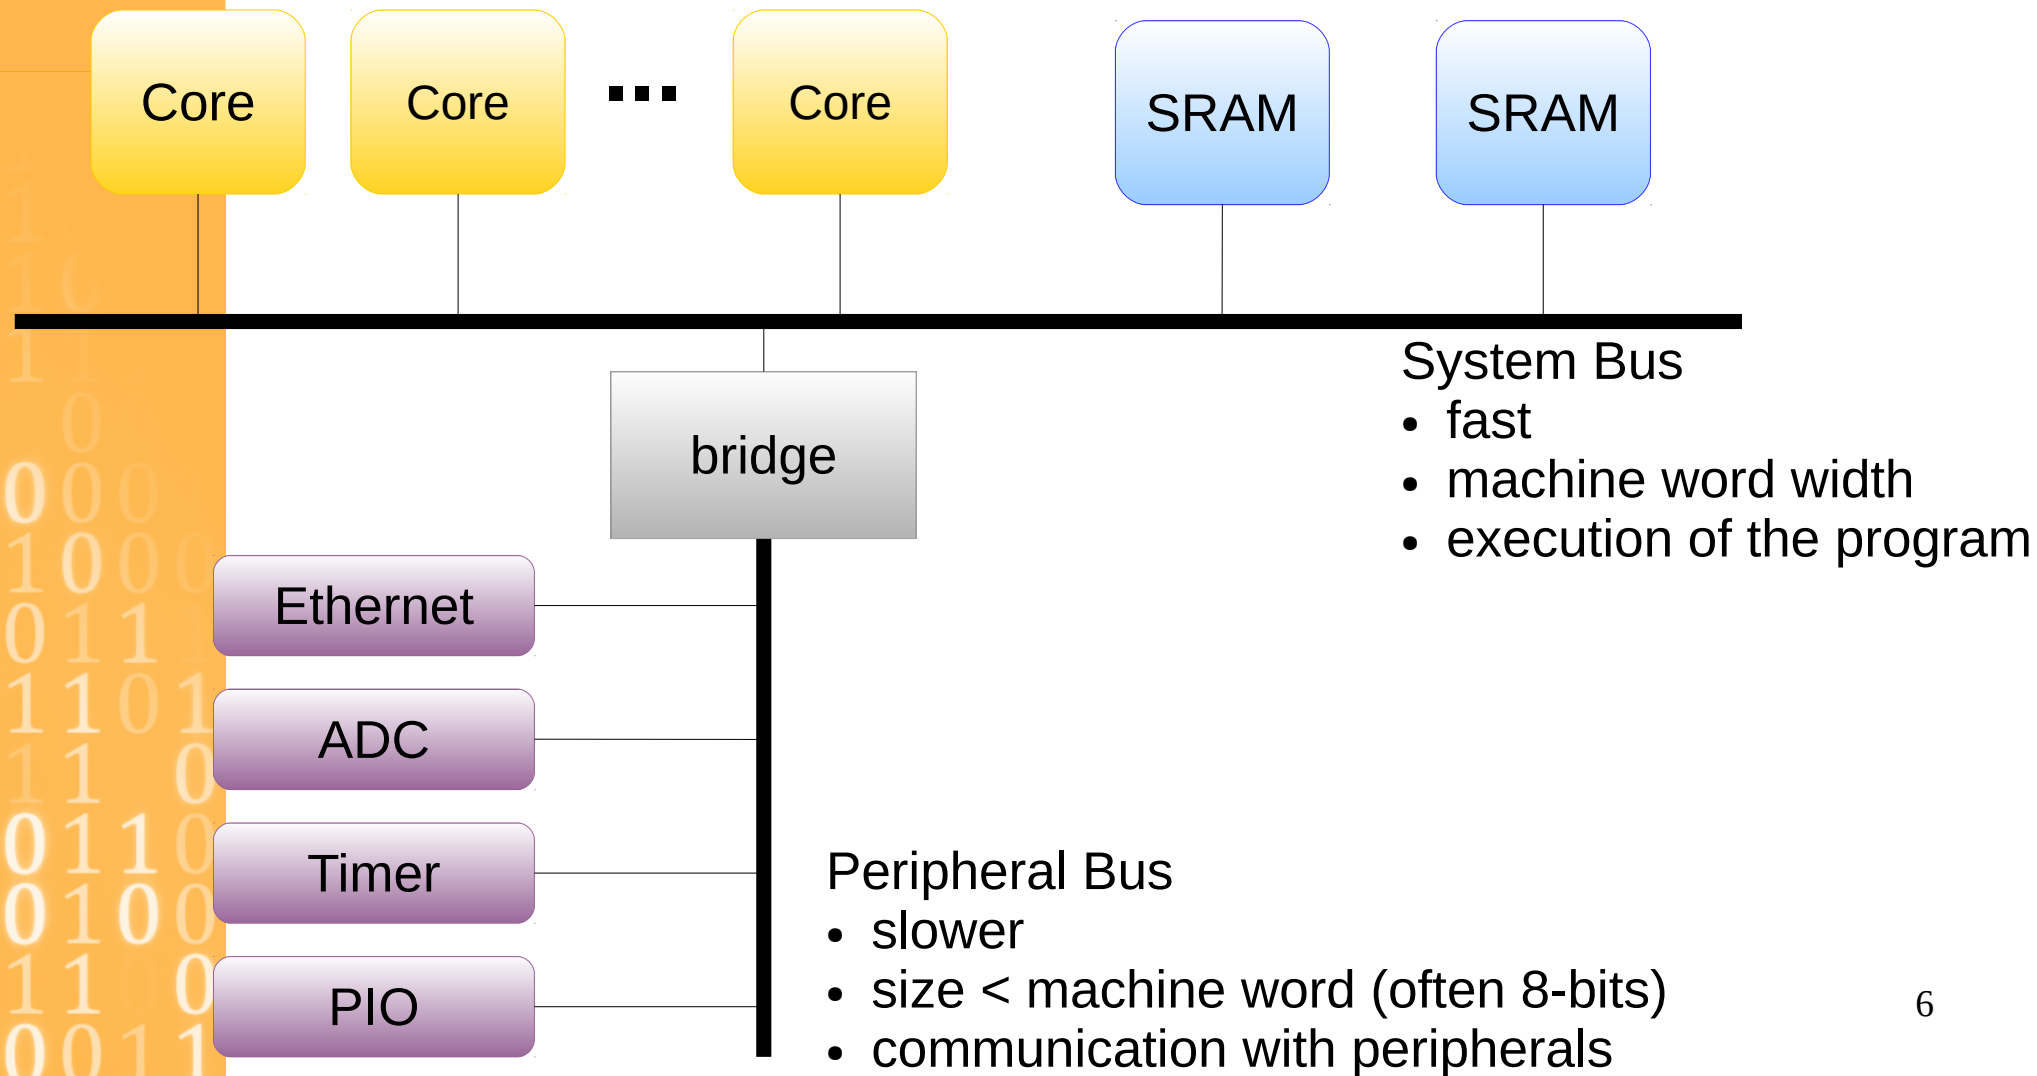 Core
Core
...
Core
SRAM
SRAM
System Bus
• fast
• machine word width
• execution of the program
bridge
Ethernet
ADC
Timer
PIO
Peripheral Bus
• slower
• size < machine word (often 8-bits)
• communication with peripherals
6